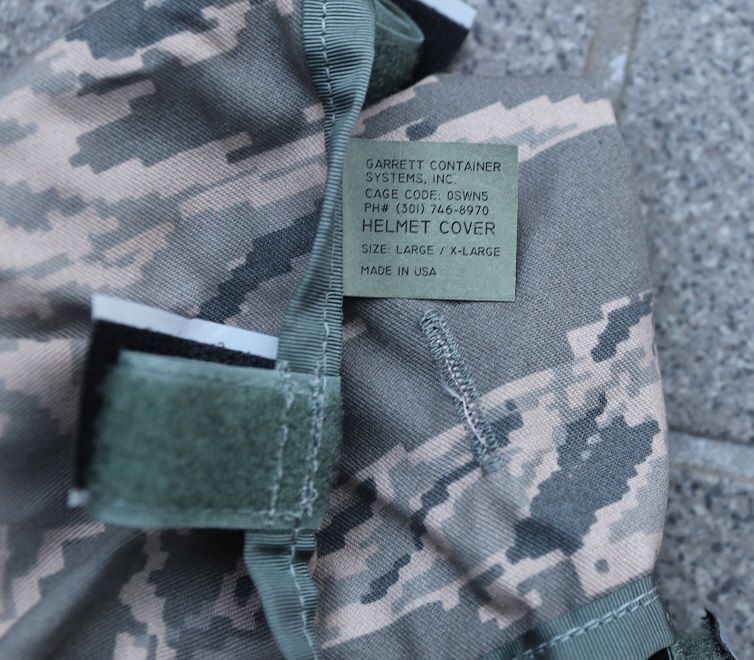 GARRETT CONTAINER
SYSTEMS, INC.
CAGE CODE: 0SWN5
PH# (301) 746-8970
HELMET COVER
SIZE: LARGE / X-LARGE
MADE IN USA